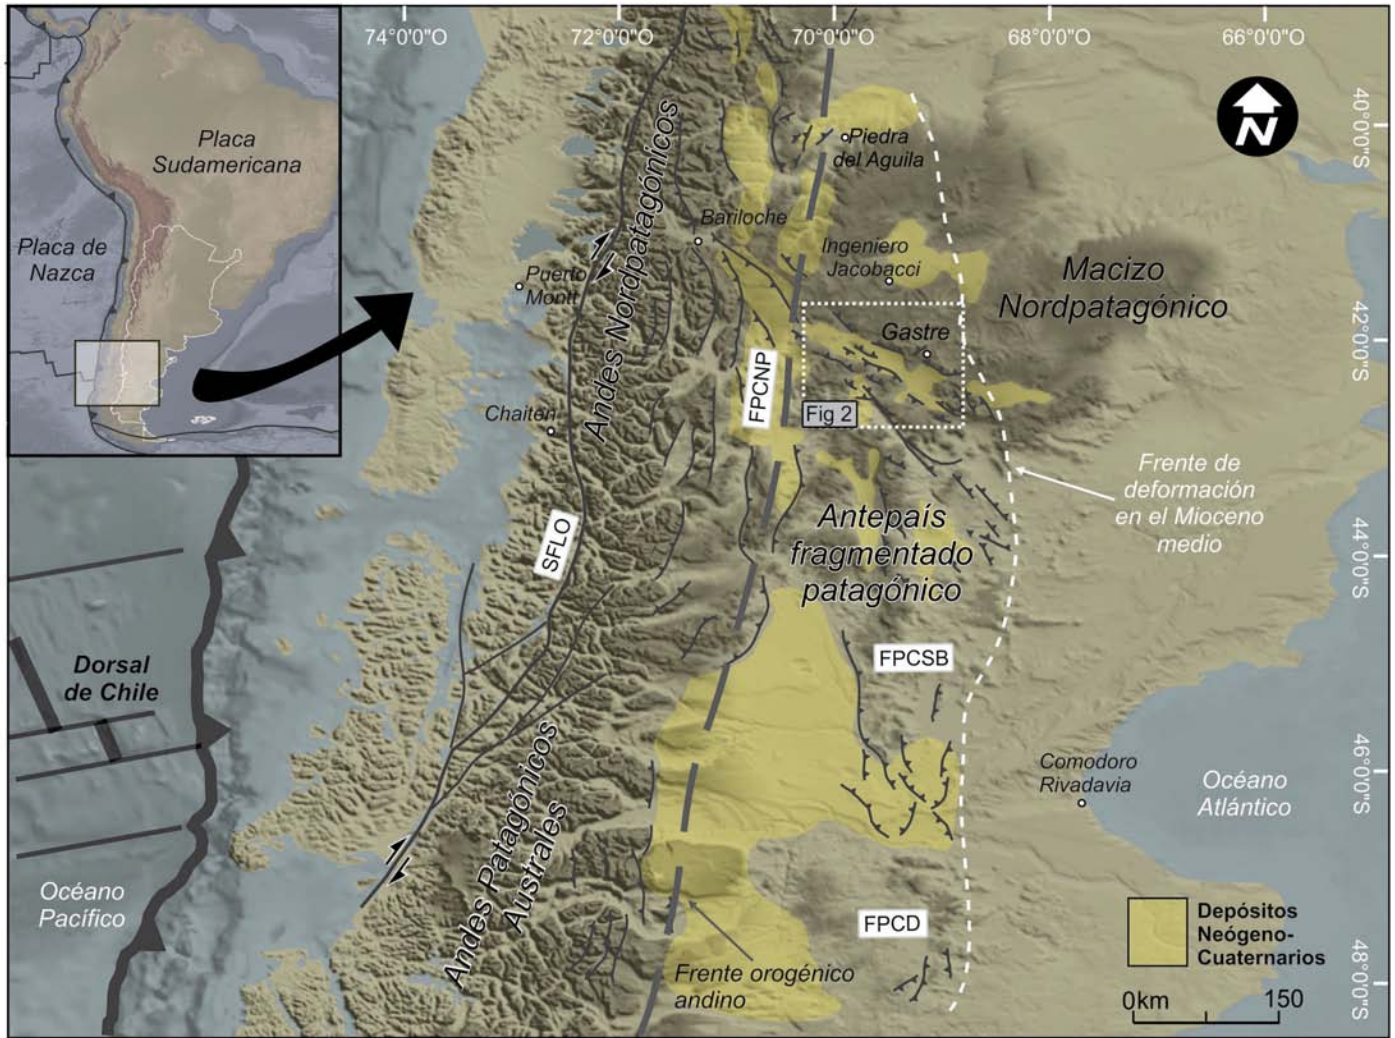 74°0'0"O
72°0'0"O
70°0'0"O
68°0'0"O
66°0'0"O
Placa
Sudamericana
Placa de
Nazca
N
40°0'0"S
42°0'0"S
44°0'0"S
46°0'0"S
48°0'0"S
Piedra
del Aguila
Bariloche
Ingeniero
Jacobacci
Puerto
Montt
Andes Nordpatagónicos
Macizo
Nordpatagónico
Gastre
FPCNP
Fig 2
Chaitén
Frente de
deformación
en el Mioceno
medio
SFLO
Antepaís
fragmentado
patagónico
FPCSB
Dorsal
de Chile
Comodoro
Rivadavia
Océano
Atlántico
Andes Patagónicos
Australes
Océano
Pacífico
FPCD
Frente orogénico
andino
Depósitos
Neógeno-
Cuaternarios
0km 150